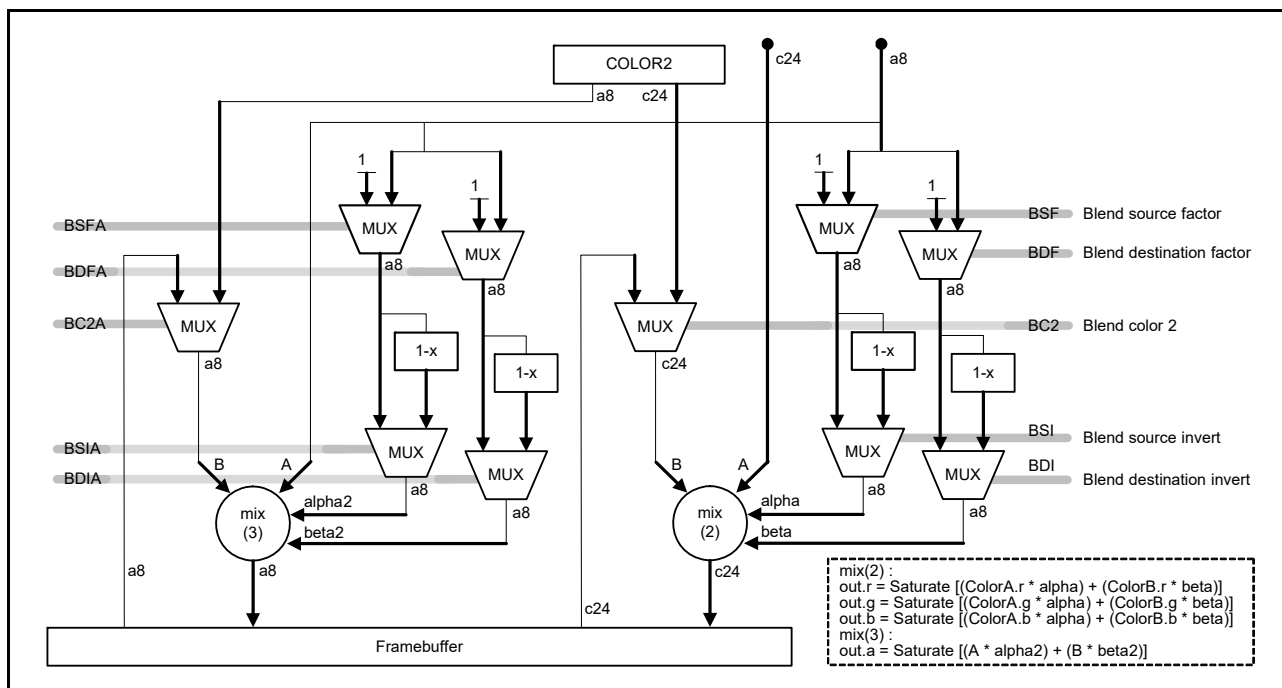 COLOR2
c24
a8
a8
c24
1
1
1
1
BSFA
MUX
MUX
BSF
Blend source factor
MUX
MUX
BDF
Blend destination factor
a8
a8
BDFA
a8
a8
BC2A
MUX
MUX
BC2
Blend color 2
a8
c24
1-x
1-x
1-x
1-x
BSIA
MUX
MUX
BSI
Blend source invert
B
A
B
A
MUX
MUX
BDI
Blend destination invert
BDIA
a8
a8
alpha2
alpha
mix
(3)
mix
(2)
a8
a8
beta2
beta
a8
a8
c24
c24
mix(2) :
out.r = Saturate [(ColorA.r * alpha) + (ColorB.r * beta)]
out.g = Saturate [(ColorA.g * alpha) + (ColorB.g * beta)]
out.b = Saturate [(ColorA.b * alpha) + (ColorB.b * beta)]
mix(3) :
out.a = Saturate [(A * alpha2) + (B * beta2)]
Framebuffer